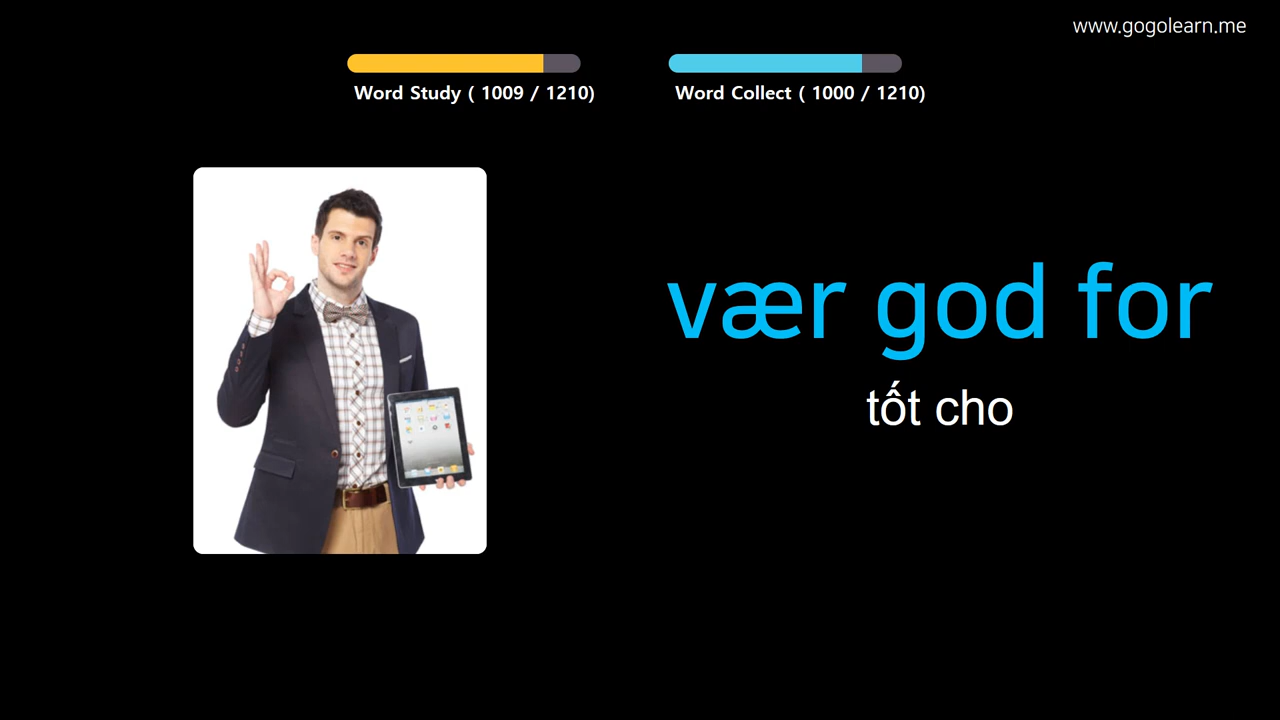 www.gogolearn.me
Word Study ( 1009 / 1210)
Word Collect ( 1000 / 1210)
vær god for
tốt cho